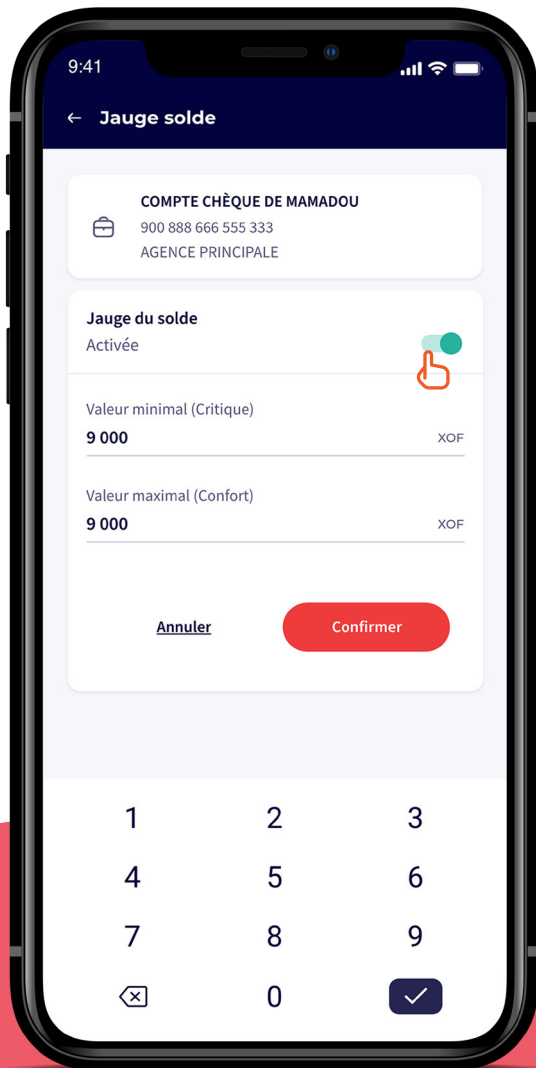 9:41
← Jauge solde
COMPTE CHÈQUE DE MAMADOU
900 888 666 555 333
AGENCE PRINCIPALE
Jauge du solde
Activée
Valeur minimal (Critique)
9 000 XOF
Valeur maximal (Confort)
9 000 XOF
Annuler Confirmer
1 2 3
4 5 6
7 8 9
0